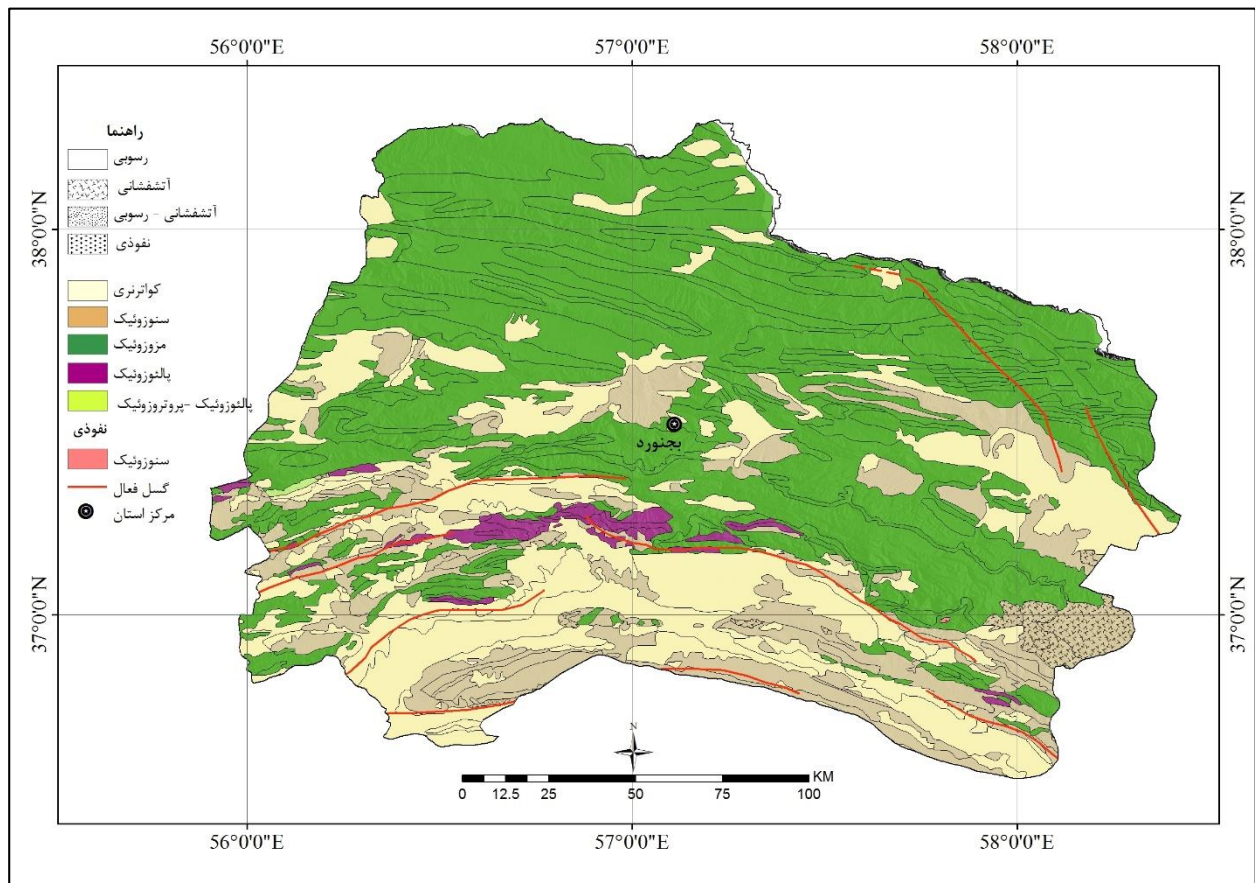 56°0'0"E 57°0'0"E 58°0'0"E
38°0'0"N 38°0'0"N
37°0'0"N 37°0'0"N
راهنما
رسوبی
آتشفشانی
آتشفشانی - رسوبی
نفوذی
کواترنری
سنوزوئیک
مزوزوئیک
پالئوزوئیک
پالئوزوئیک -پروتروزوئیک
نفوذی
سنوزوئیک
گسل فعال
مرکز استان
بجنورد
N
KM
0 12.5 25 50 75 100
56°0'0"E 57°0'0"E 58°0'0"E